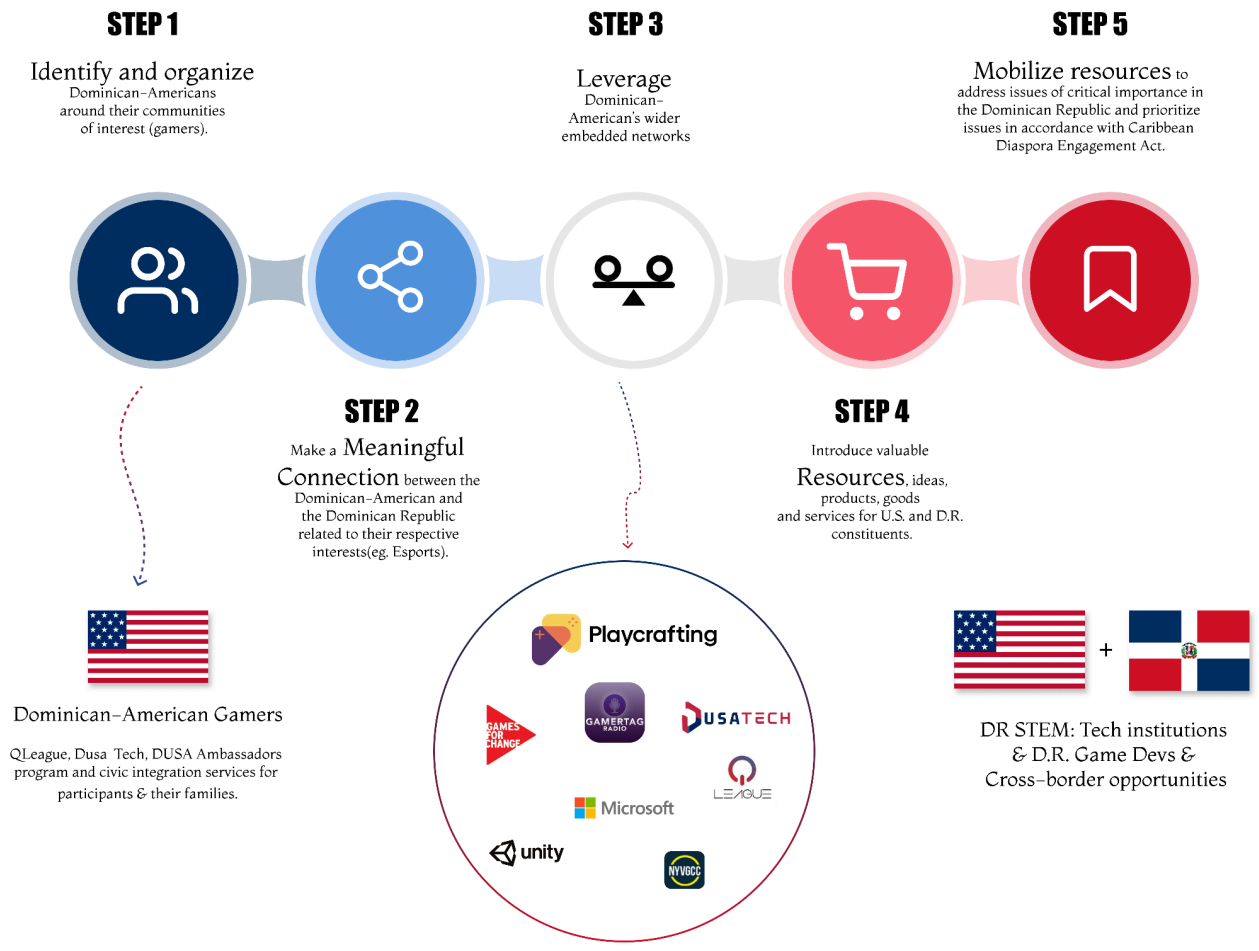 STEP 1
Identify and organize
Dominican-Americans
around their communities
of interest (gamers).
STEP 3
Leverage
Dominican-
American's wider
embedded networks
STEP 5
Mobilize resources to
address issues of critical importance in
the Dominican Republic and prioritize
issues in accordance with Caribbean
Diaspora Engagement Act.
STEP 2
Make a Meaningful
Connection between the
Dominican-American and
the Dominican Republic
related to their respective
interests(eg. Esports).
STEP 4
Introduce valuable
Resources, ideas,
products, goods
and services for U.S. and D.R.
constituents.
Dominican-American Gamers
QLeague, Dusa Tech, DUSA Ambassadors
program and civic integration services for
participants & their families.
Playcrafting
GAMES
FOR
CHANGE
GAMERTAG
RADIO
DUSATECH
LEAGUE
Microsoft
unity
NYVGCC
+
DR STEM: Tech institutions
& D.R. Game Devs &
Cross-border opportunities